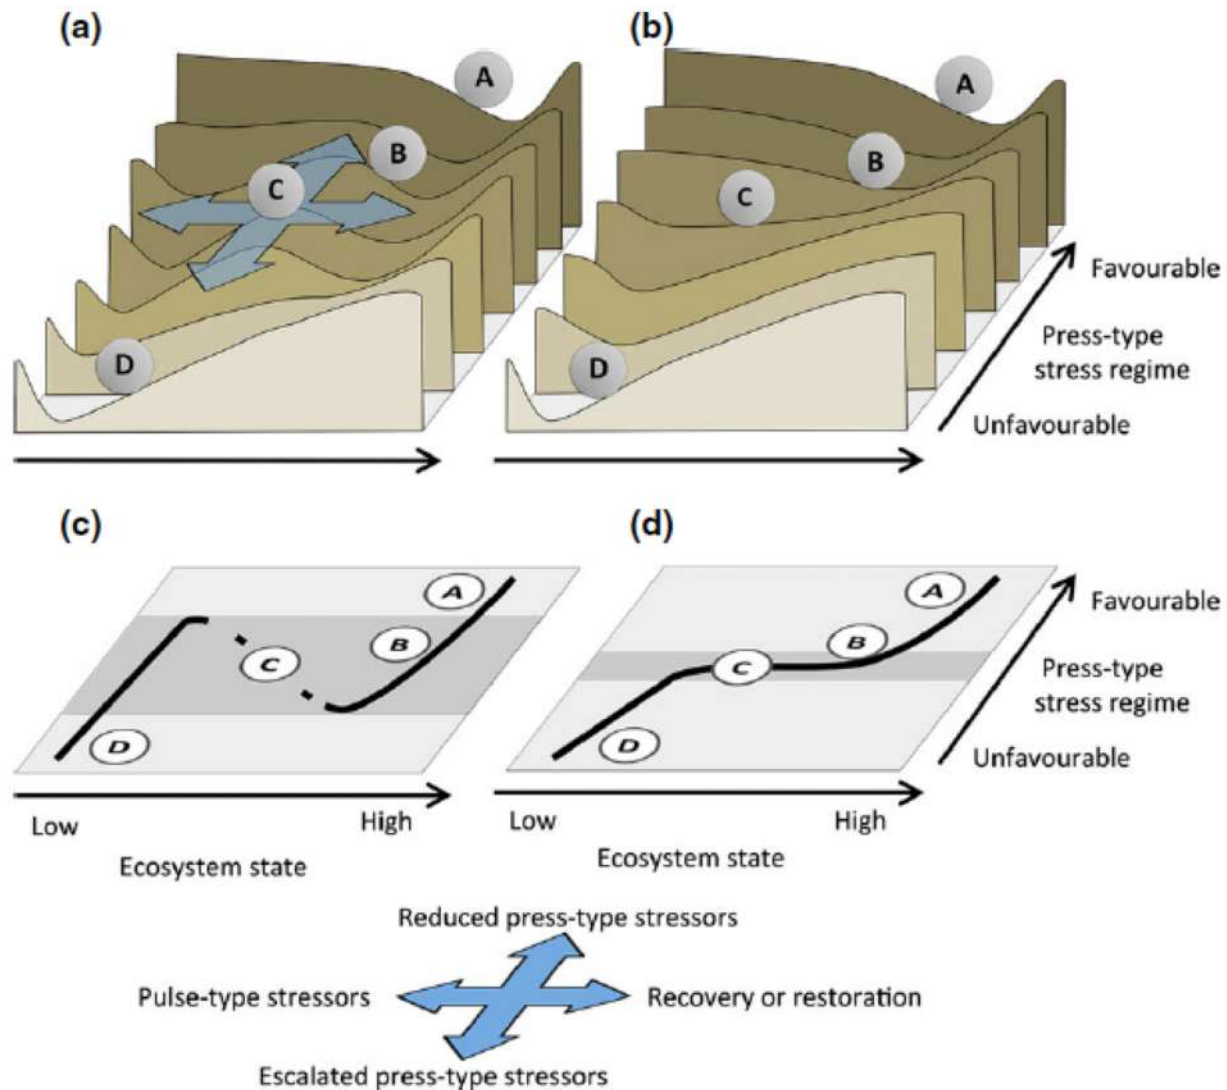 (a)
(b)
A
B
C
D
A
B
C
D
Favourable
Press-type
stress regime
Unfavourable
(c)
(d)
A
B
C
D
A
B
C
D
Favourable
Press-type
stress regime
Unfavourable
Low
High
Low
High
Ecosystem state
Ecosystem state
Reduced press-type stressors
Pulse-type stressors
Recovery or restoration
Escalated press-type stressors